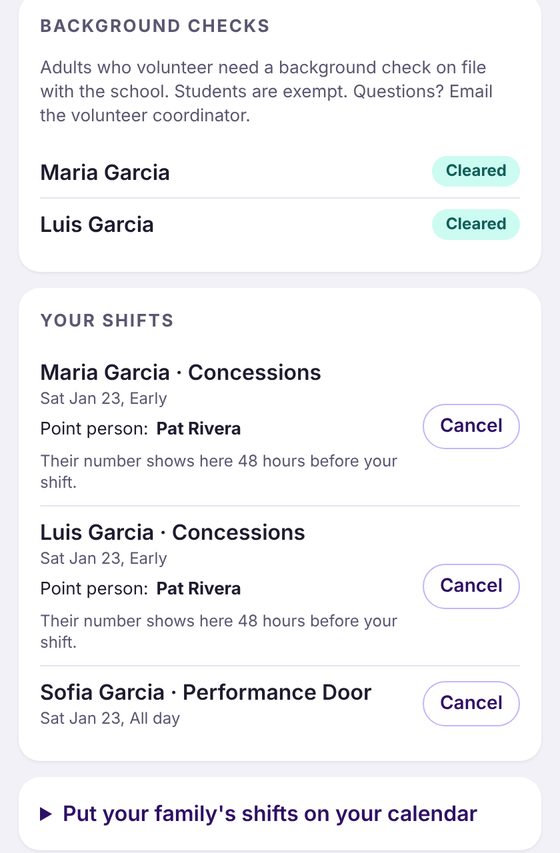 BACKGROUND CHECKS
Adults who volunteer need a background check on file
with the school. Students are exempt. Questions? Email
the volunteer coordinator.
Maria Garcia
Cleared
Luis Garcia
Cleared
YOUR SHIFTS
Maria Garcia · Concessions
Sat Jan 23, Early
Point person: Pat Rivera
Their number shows here 48 hours before your
shift.
Cancel
Luis Garcia · Concessions
Sat Jan 23, Early
Point person: Pat Rivera
Their number shows here 48 hours before your
shift.
Cancel
Sofia Garcia · Performance Door
Sat Jan 23, All day
Cancel
Put your family's shifts on your calendar